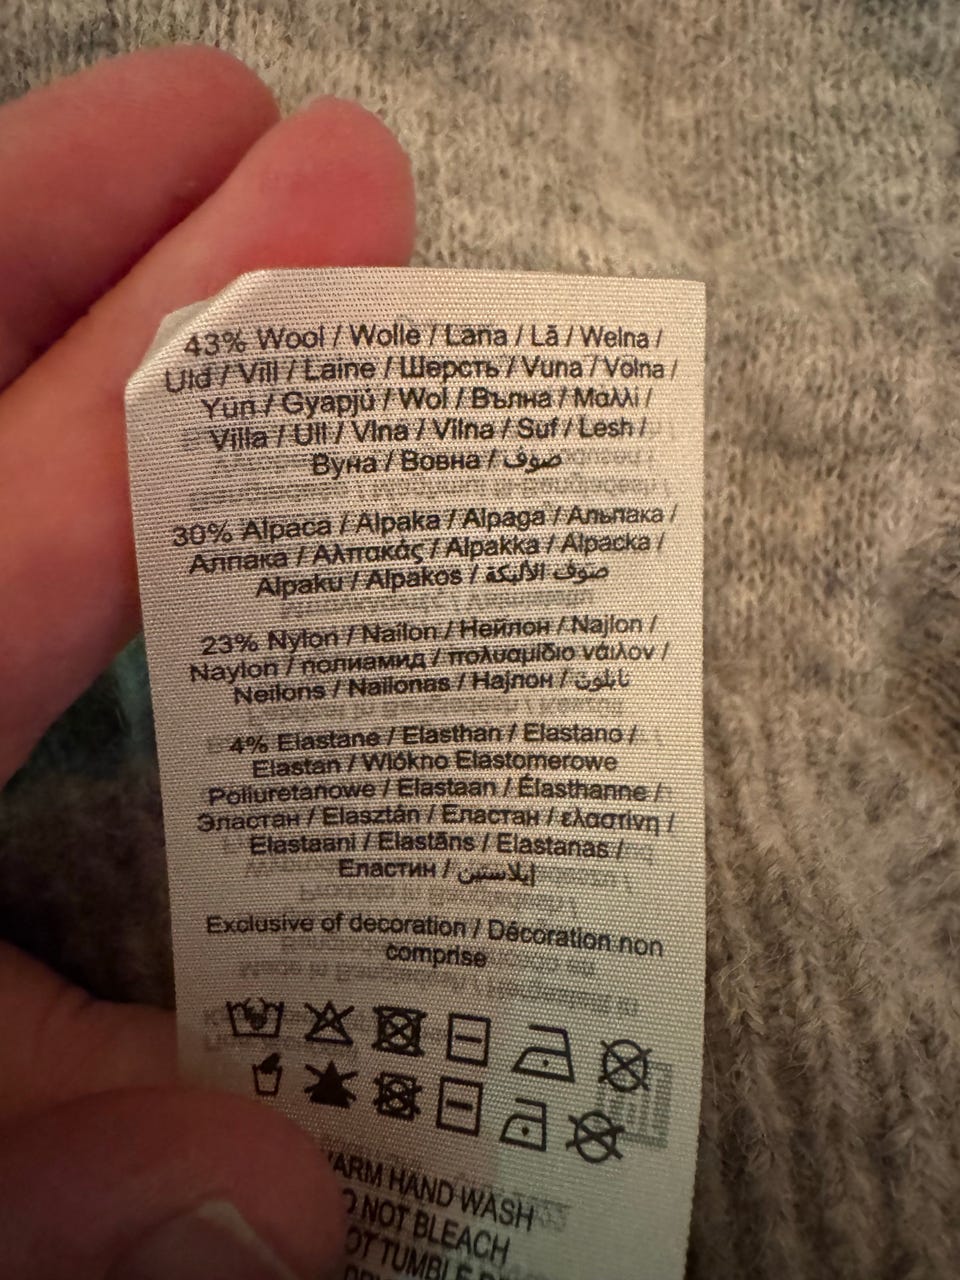 43% Wool / Wolle / Lana / Lã / Welna /
Uld / Vill / Laine / Шерсть / Vuna / Volna /
Yün / Gyapjú / Wol / Вълна / Μαλλί /
Villa / Ull / Vlna / Vilna / Suf / Lesh /
Вуна / Вовна / صوف
30% Alpaca / Alpaka / Alpaga / Альпака /
Алпака / Αλπακάς / Alpakka / Alpacka /
Alpaku / Alpakos / صوف الألبكة
23% Nylon / Nailon / Нейлон / Najlon /
Naylon / полиамид / πολυαμίδιο νάιλον /
Neilons / Nailonas / Најлон / نايلون
4% Elastane / Elasthan / Elastano /
Elastan / Włókno Elastomerowe
Poliuretanowe / Elastaan / Élasthanne /
Эластан / Elasztán / Еластан / ελαστίνη /
Elastaani / Elastāns / Elastanas /
Еластин / إيلاستين
Exclusive of decoration / Décoration non
comprise
HAND WASH
NOT BLEACH
TUMBLE